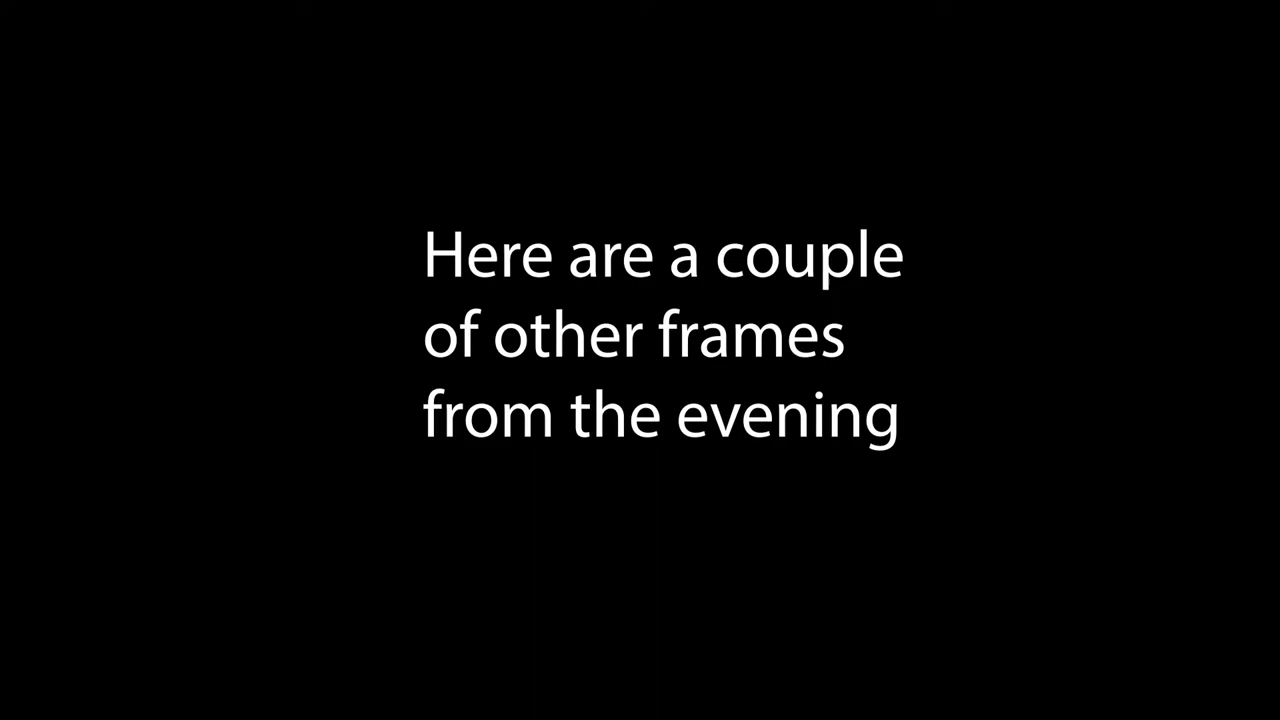 Here are a couple
of other frames
from the evening